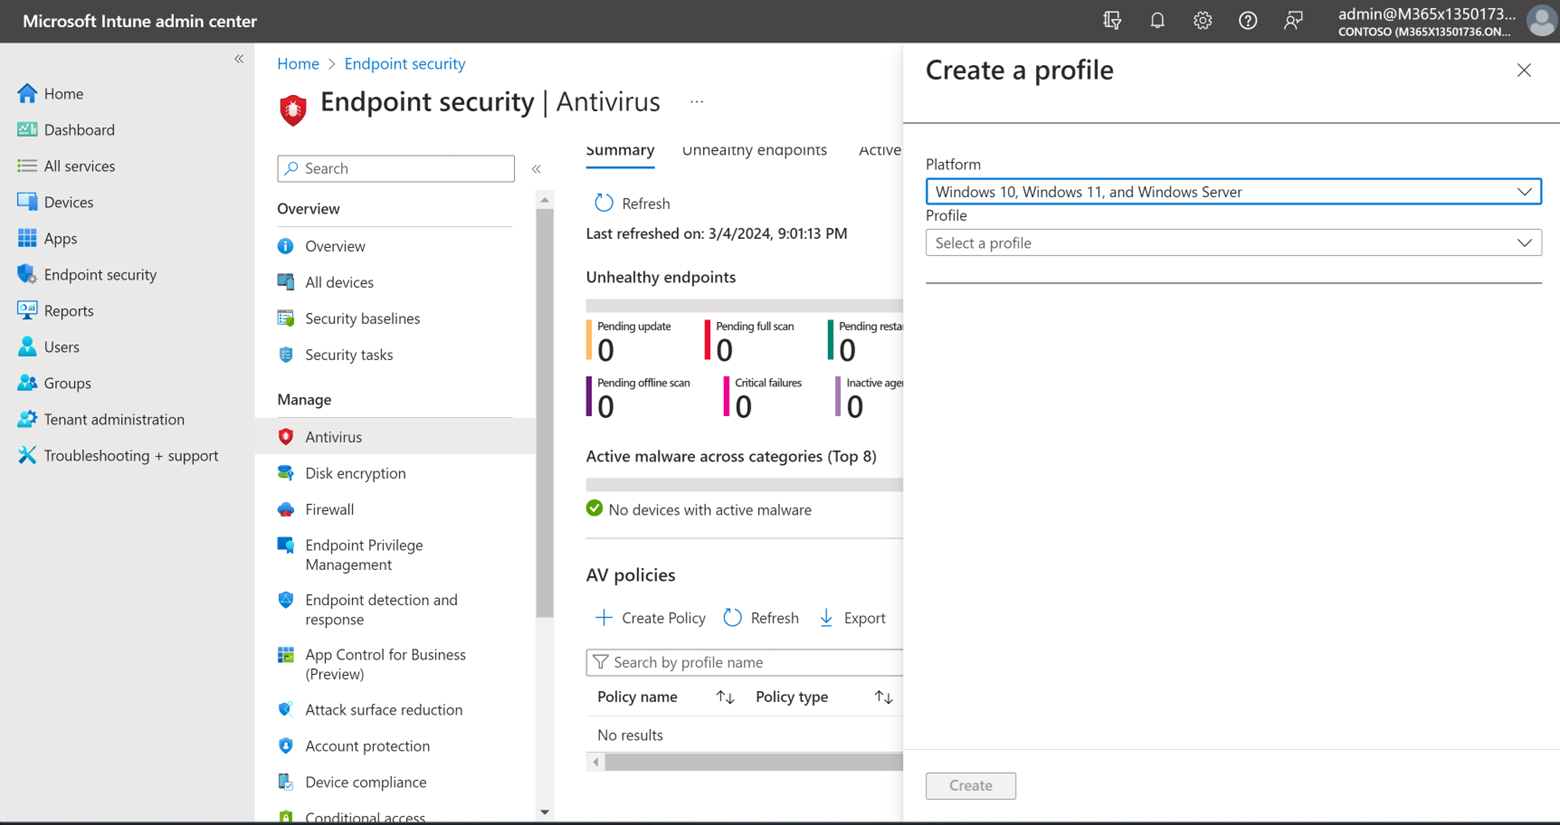 Microsoft Intune admin center
admin@M365x1350173...
CONTOSO (M365X13501736.ON...
«
Home
Dashboard
All services
Devices
Apps
Endpoint security
Reports
Users
Groups
Tenant administration
Troubleshooting + support
Home > Endpoint security
Endpoint security | Antivirus ...
Search
«
Overview
Overview
All devices
Security baselines
Security tasks
Manage
Antivirus
Disk encryption
Firewall
Endpoint Privilege
Management
Endpoint detection and
response
App Control for Business
(Preview)
Attack surface reduction
Account protection
Device compliance
Conditional access
Summary Unhealthy endpoints Active
Refresh
Last refreshed on: 3/4/2024, 9:01:13 PM
Unhealthy endpoints
Pending update Pending full scan Pending resta
0 0 0
Pending offline scan Critical failures Inactive age
0 0 0
Active malware across categories (Top 8)
No devices with active malware
AV policies
Create Policy Refresh Export
Search by profile name
Policy name Policy type
No results
Create a profile
Platform
Windows 10, Windows 11, and Windows Server
Profile
Select a profile
Create